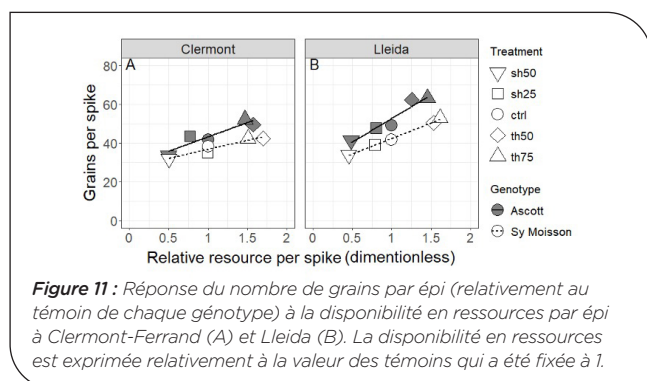 Clermont
Lleida
A
B
Grains per spike
80
60
40
20
0
0
0.5
1.0
1.5
2
0
0.5
1.0
1.5
2
Relative resource per spike (dimentionless)
Treatment
sh50
sh25
ctrl
th50
th75
Genotype
Ascott
Sy Moisson
Figure 11 : Réponse du nombre de grains par épi (relativement au
témoin de chaque génotype) à la disponibilité en ressources par épi
à Clermont-Ferrand (A) et Lleida (B). La disponibilité en ressources
est exprimée relativement à la valeur des témoins qui a été fixée à 1.